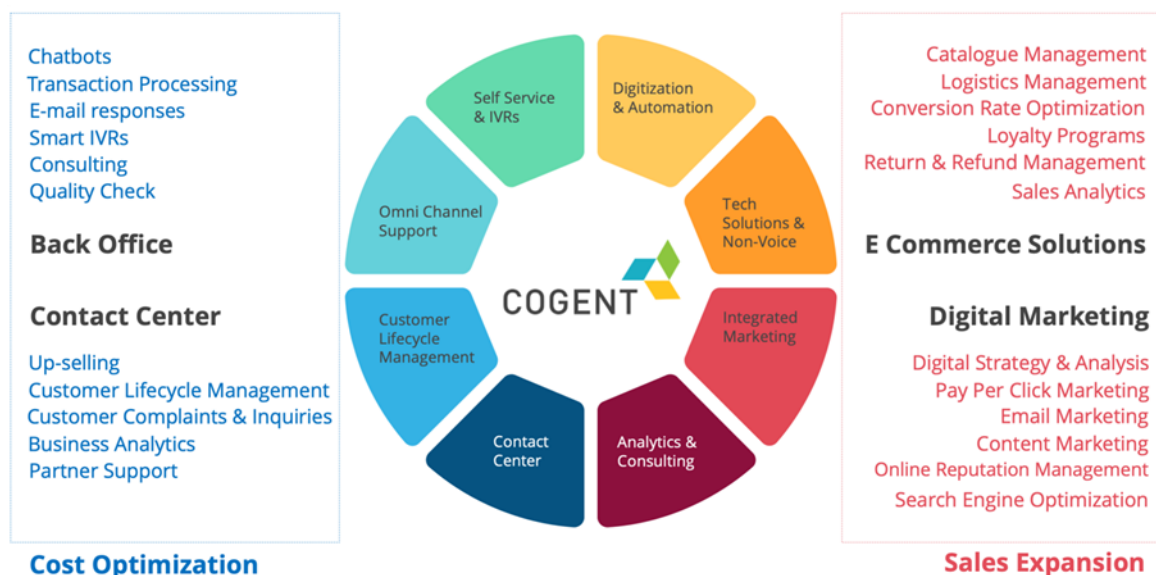 Chatbots
Transaction Processing
E-mail responses
Smart IVRs
Consulting
Quality Check
Back Office
Contact Center
Up-selling
Customer Lifecycle Management
Customer Complaints & Inquiries
Business Analytics
Partner Support
Cost Optimization
Self Service
& IVRs
Digitization
& Automation
Omni Channel
Support
Tech
Solutions &
Non-Voice
COGENT
Customer
Lifecycle
Management
Integrated
Marketing
Contact
Center
Analytics &
Consulting
Catalogue Management
Logistics Management
Conversion Rate Optimization
Loyalty Programs
Return & Refund Management
Sales Analytics
E Commerce Solutions
Digital Marketing
Digital Strategy & Analysis
Pay Per Click Marketing
Email Marketing
Content Marketing
Online Reputation Management
Search Engine Optimization
Sales Expansion